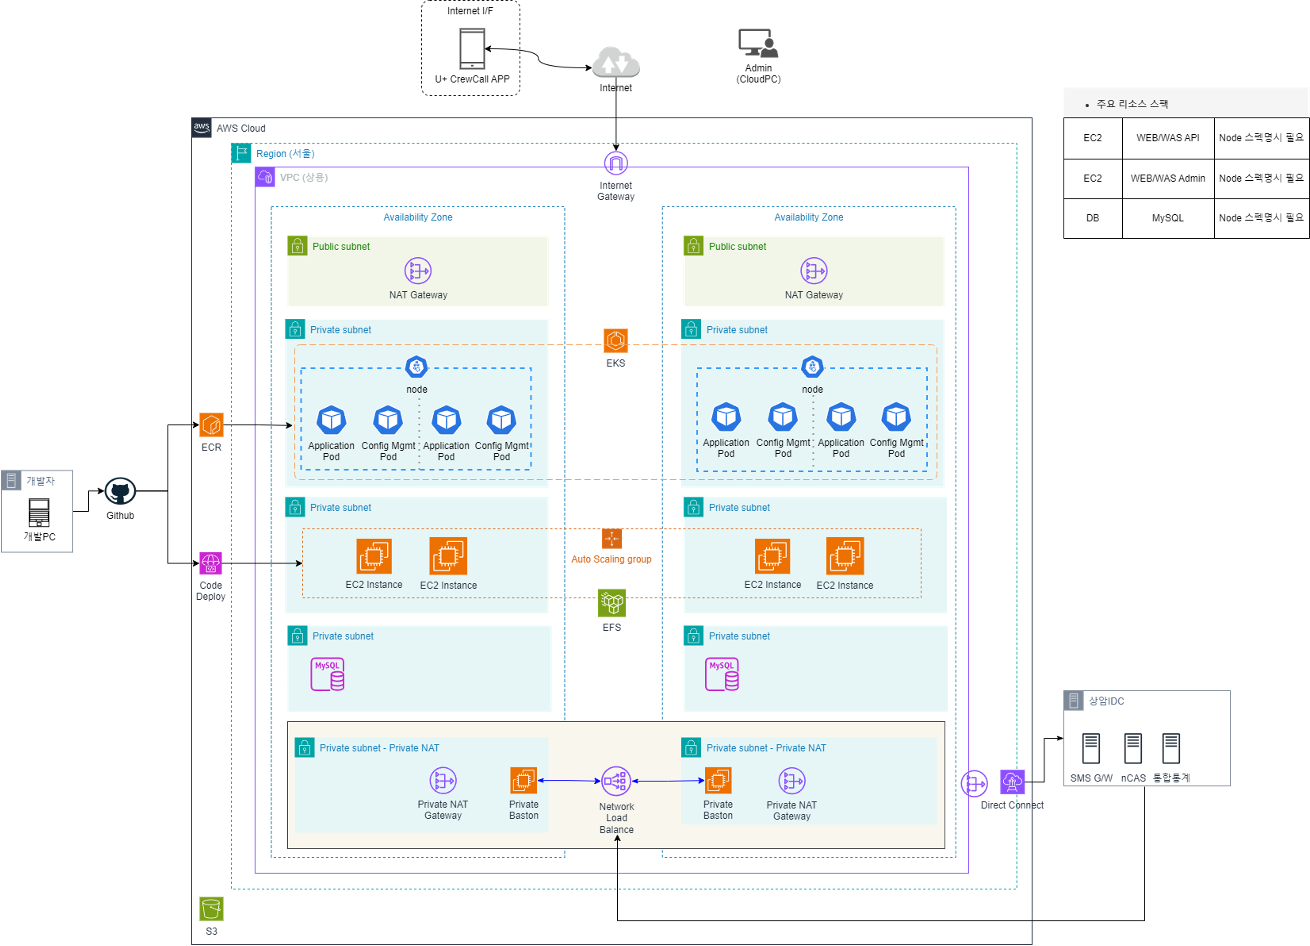 Internet I/F
U+ CrewCall APP
Internet
Admin
(CloudPC)
• 주요 리소스 스팩
EC2 WEB/WAS API Node 스펙명시 필요
EC2 WEB/WAS Admin Node 스펙명시 필요
DB MySQL Node 스펙명시 필요
aws
AWS Cloud
Region (서울)
VPC (상용)
Internet
Gateway
Availability Zone
Availability Zone
Public subnet
NAT Gateway
Public subnet
NAT Gateway
Private subnet
Private subnet
EKS
node
node
Application
Pod
Config Mgmt
Pod
Application
Pod
Config Mgmt
Pod
Application
Pod
Config Mgmt
Pod
Application
Pod
Config Mgmt
Pod
ECR
개발자
개발PC
Github
Code
Deploy
Private subnet
Private subnet
EC2 Instance
EC2 Instance
Auto Scaling group
EC2 Instance
EC2 Instance
EFS
Private subnet
MySQL
Private subnet
MySQL
Private subnet - Private NAT
Private NAT
Gateway
Private
Baston
Network
Load
Balance
Private subnet - Private NAT
Private
Baston
Private NAT
Gateway
Direct Connect
상암IDC
SMS G/W
nCAS
통합통계
S3